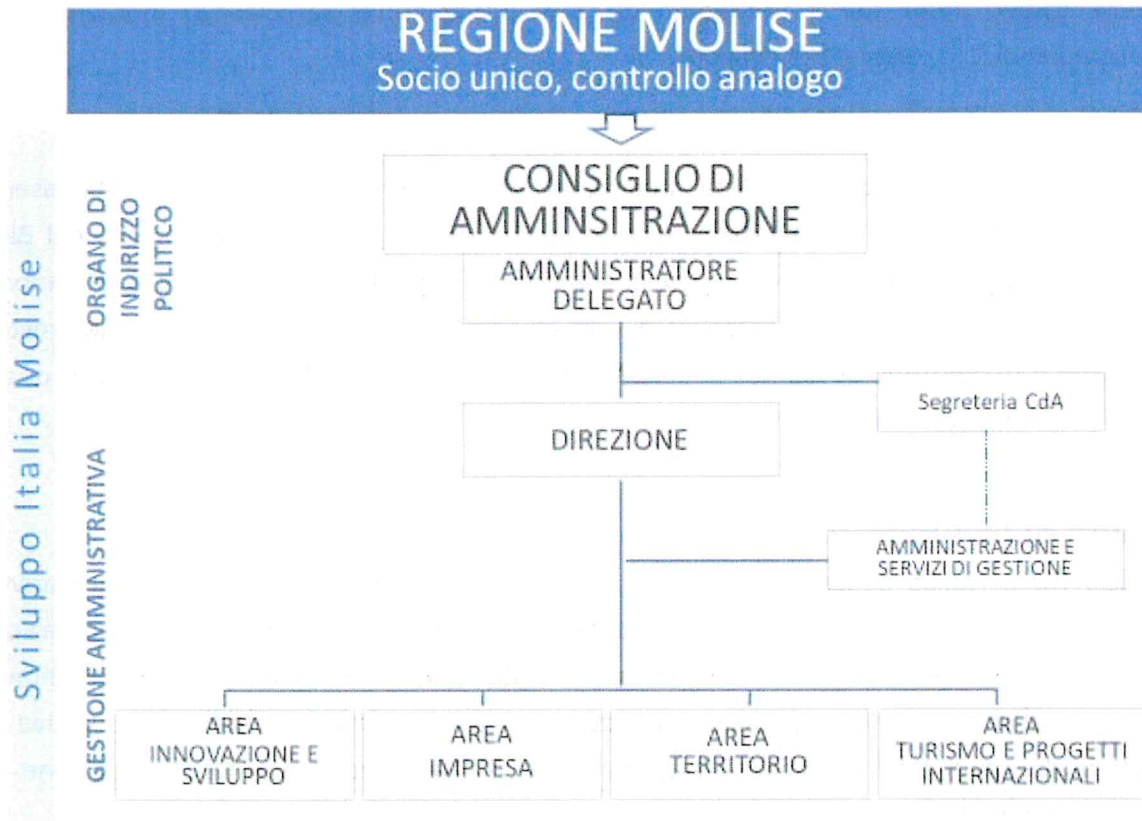 REGIONE MOLISE
Socio unico, controllo analogo
Sviluppo Italia Molise
ORGANO DI
INDIRIZZO
POLITICO
CONSIGLIO DI
AMMINSITRAZIONE
AMMINISTRATORE
DELEGATO
Segreteria CdA
GESTIONE AMMINISTRATIVA
DIREZIONE
AMMINISTRAZIONE E
SERVIZI DI GESTIONE
AREA
INNOVAZIONE E
SVILUPPO
AREA
IMPRESA
AREA
TERRITORIO
AREA
TURISMO E PROGETTI
INTERNAZIONALI